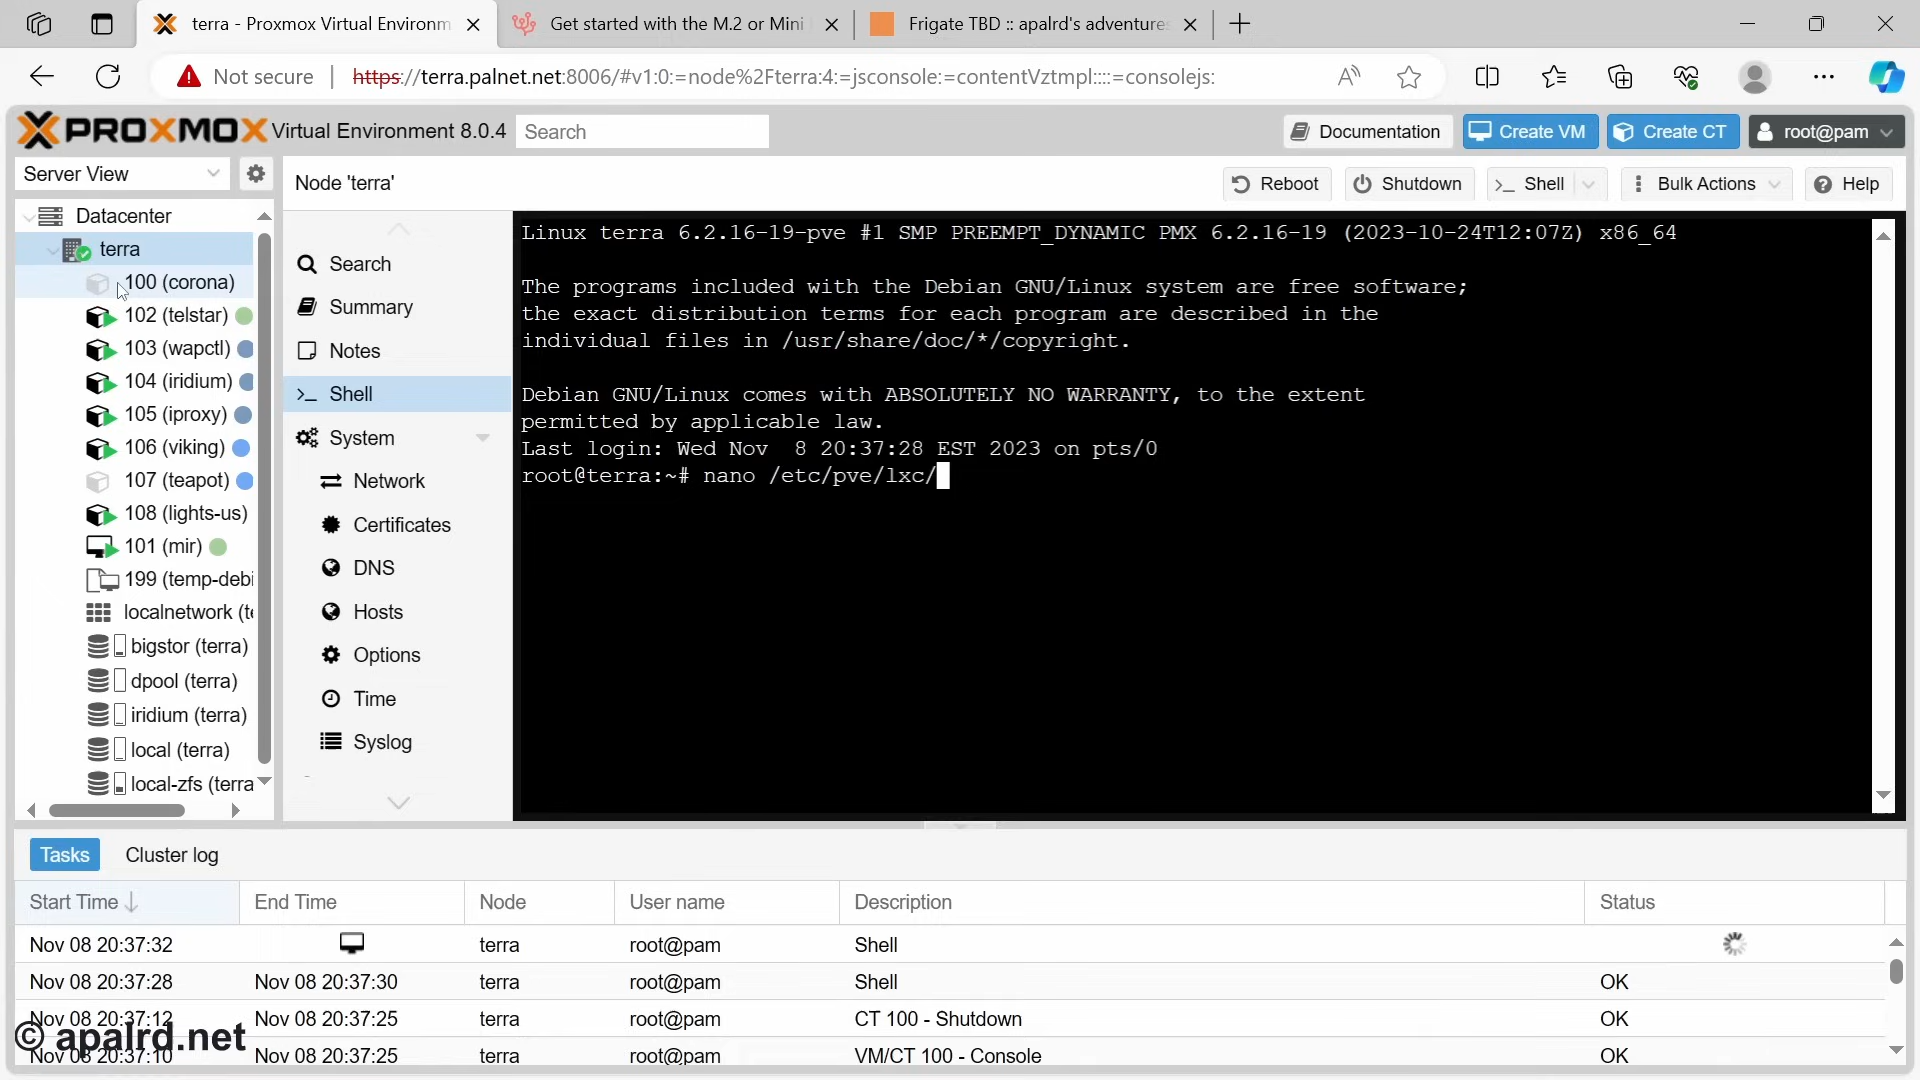 terra - Proxmox Virtual Environm
Get started with the M.2 or Mini
Frigate TBD :: apalrd's adventure
Not secure
https://terra.palnet.net:8006/#v1:0:=node%2Fterra:4:=jsconsole:=contentVztmpl::::=consolejs:
PROXMOX Virtual Environment 8.0.4
Search
Documentation
Create VM
Create CT
root@pam
Server View
Node 'terra'
Reboot
Shutdown
Shell
Bulk Actions
Help
Datacenter
terra
100 (corona)
102 (telstar)
103 (wapctl)
104 (iridium)
105 (iproxy)
106 (viking)
107 (teapot)
108 (lights-us)
101 (mir)
199 (temp-debi
localnetwork (te
bigstor (terra)
dpool (terra)
iridium (terra)
local (terra)
local-zfs (terra
Search
Summary
Notes
Shell
System
Network
Certificates
DNS
Hosts
Options
Time
Syslog
Linux terra 6.2.16-19-pve #1 SMP PREEMPT_DYNAMIC PMX 6.2.16-19 (2023-10-24T12:07Z) x86_64
The programs included with the Debian GNU/Linux system are free software;
the exact distribution terms for each program are described in the
individual files in /usr/share/doc/*/copyright.
Debian GNU/Linux comes with ABSOLUTELY NO WARRANTY, to the extent
permitted by applicable law.
Last login: Wed Nov  8 20:37:28 EST 2023 on pts/0
root@terra:~# nano /etc/pve/lxc/
Tasks
Cluster log
Start Time End Time Node User name Description Status
Nov 08 20:37:32 terra root@pam Shell
Nov 08 20:37:28 Nov 08 20:37:30 terra root@pam Shell OK
Nov 08 20:37:12 Nov 08 20:37:25 terra root@pam CT 100 - Shutdown OK
Nov 08 20:37:10 Nov 08 20:37:25 terra root@pam VM/CT 100 - Console OK
© apalrd.net